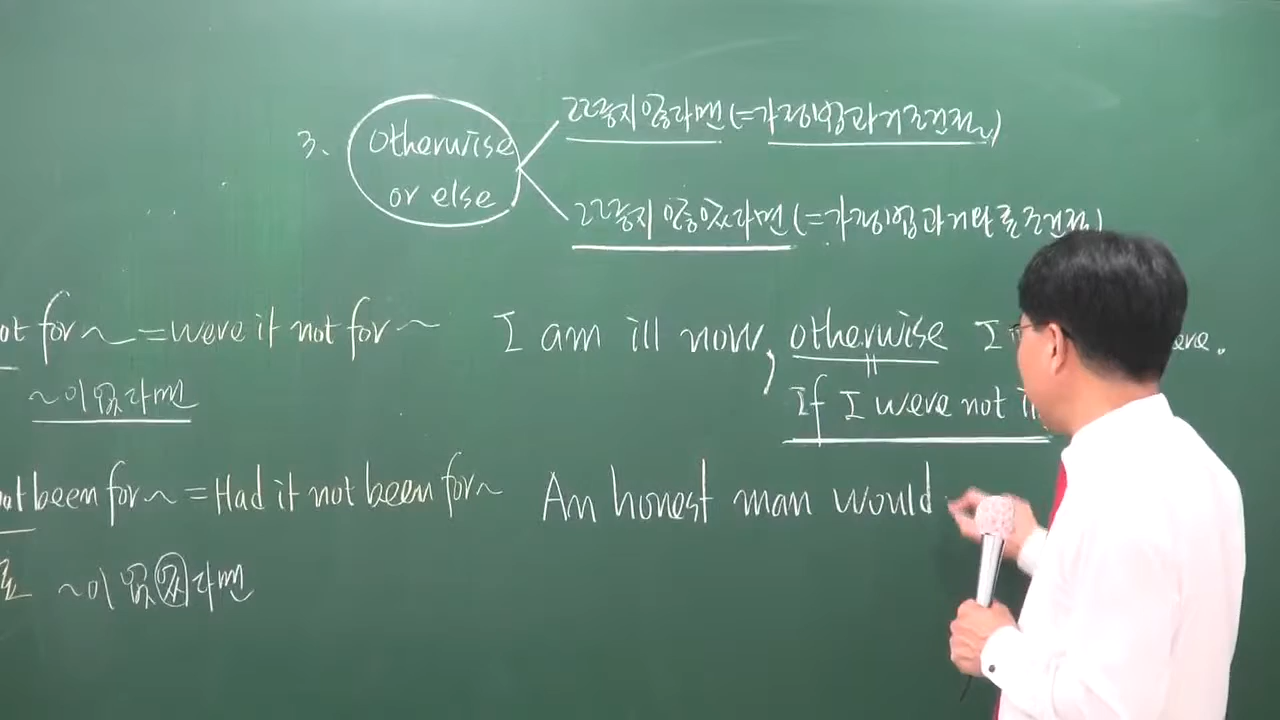 3. Otherwise
or else
그렇지 않다면 (=가정법 과거 조건절~)
그렇지 않았다면 (=가정법 과거완료 조건절)
ot for ~ = were it not for ~
~이 없다면
ot been for ~ = Had it not been for ~
~이 없었다면
I am ill now, otherwise I ere.
If I were not i
An honest man would